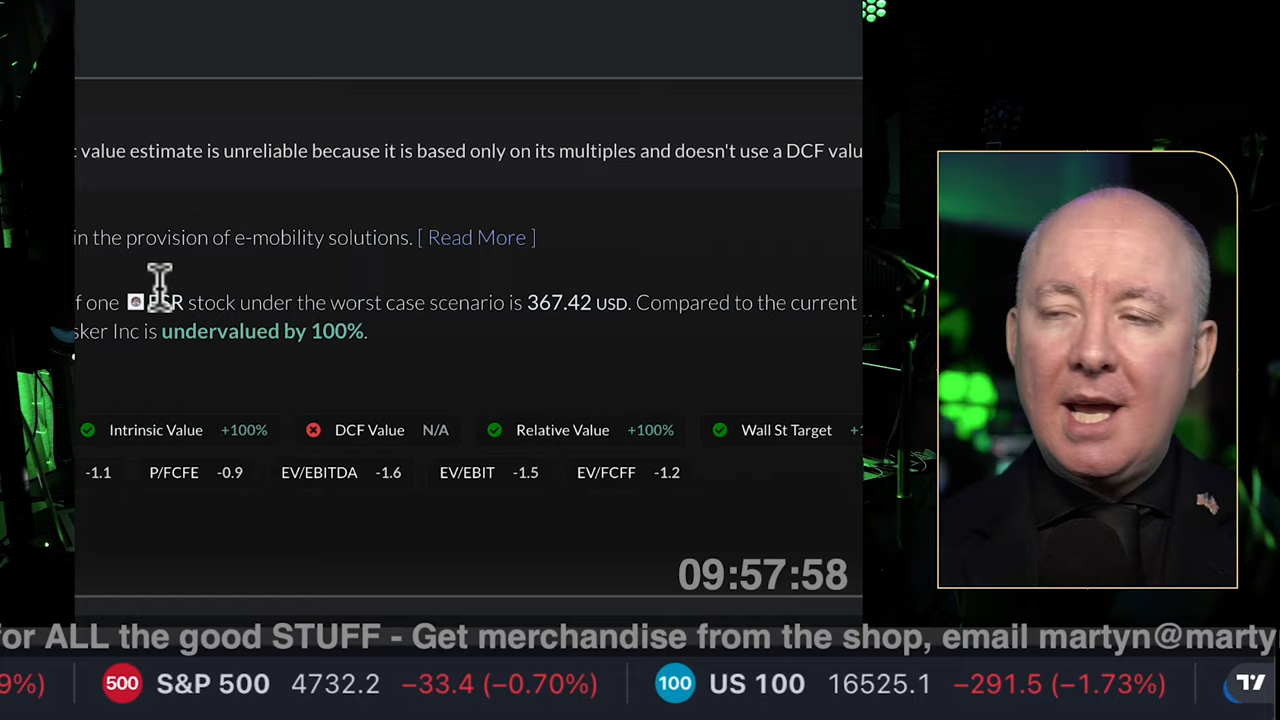 value estimate is unreliable because it is based only on its multiples and doesn't use a DCF valu
in the provision of e-mobility solutions. [ Read More ]
f one FSR stock under the worst case scenario is 367.42 USD. Compared to the current
sker Inc is undervalued by 100%.
Intrinsic Value +100% DCF Value N/A Relative Value +100% Wall St Target +1
-1.1 P/FCFE -0.9 EV/EBITDA -1.6 EV/EBIT -1.5 EV/FCFF -1.2
09:57:58
for ALL the good STUFF - Get merchandise from the shop, email martyn@marty
9%) 500 S&P 500 4732.2 −33.4 (−0.70%) 100 US 100 16525.1 −291.5 (−1.73%)